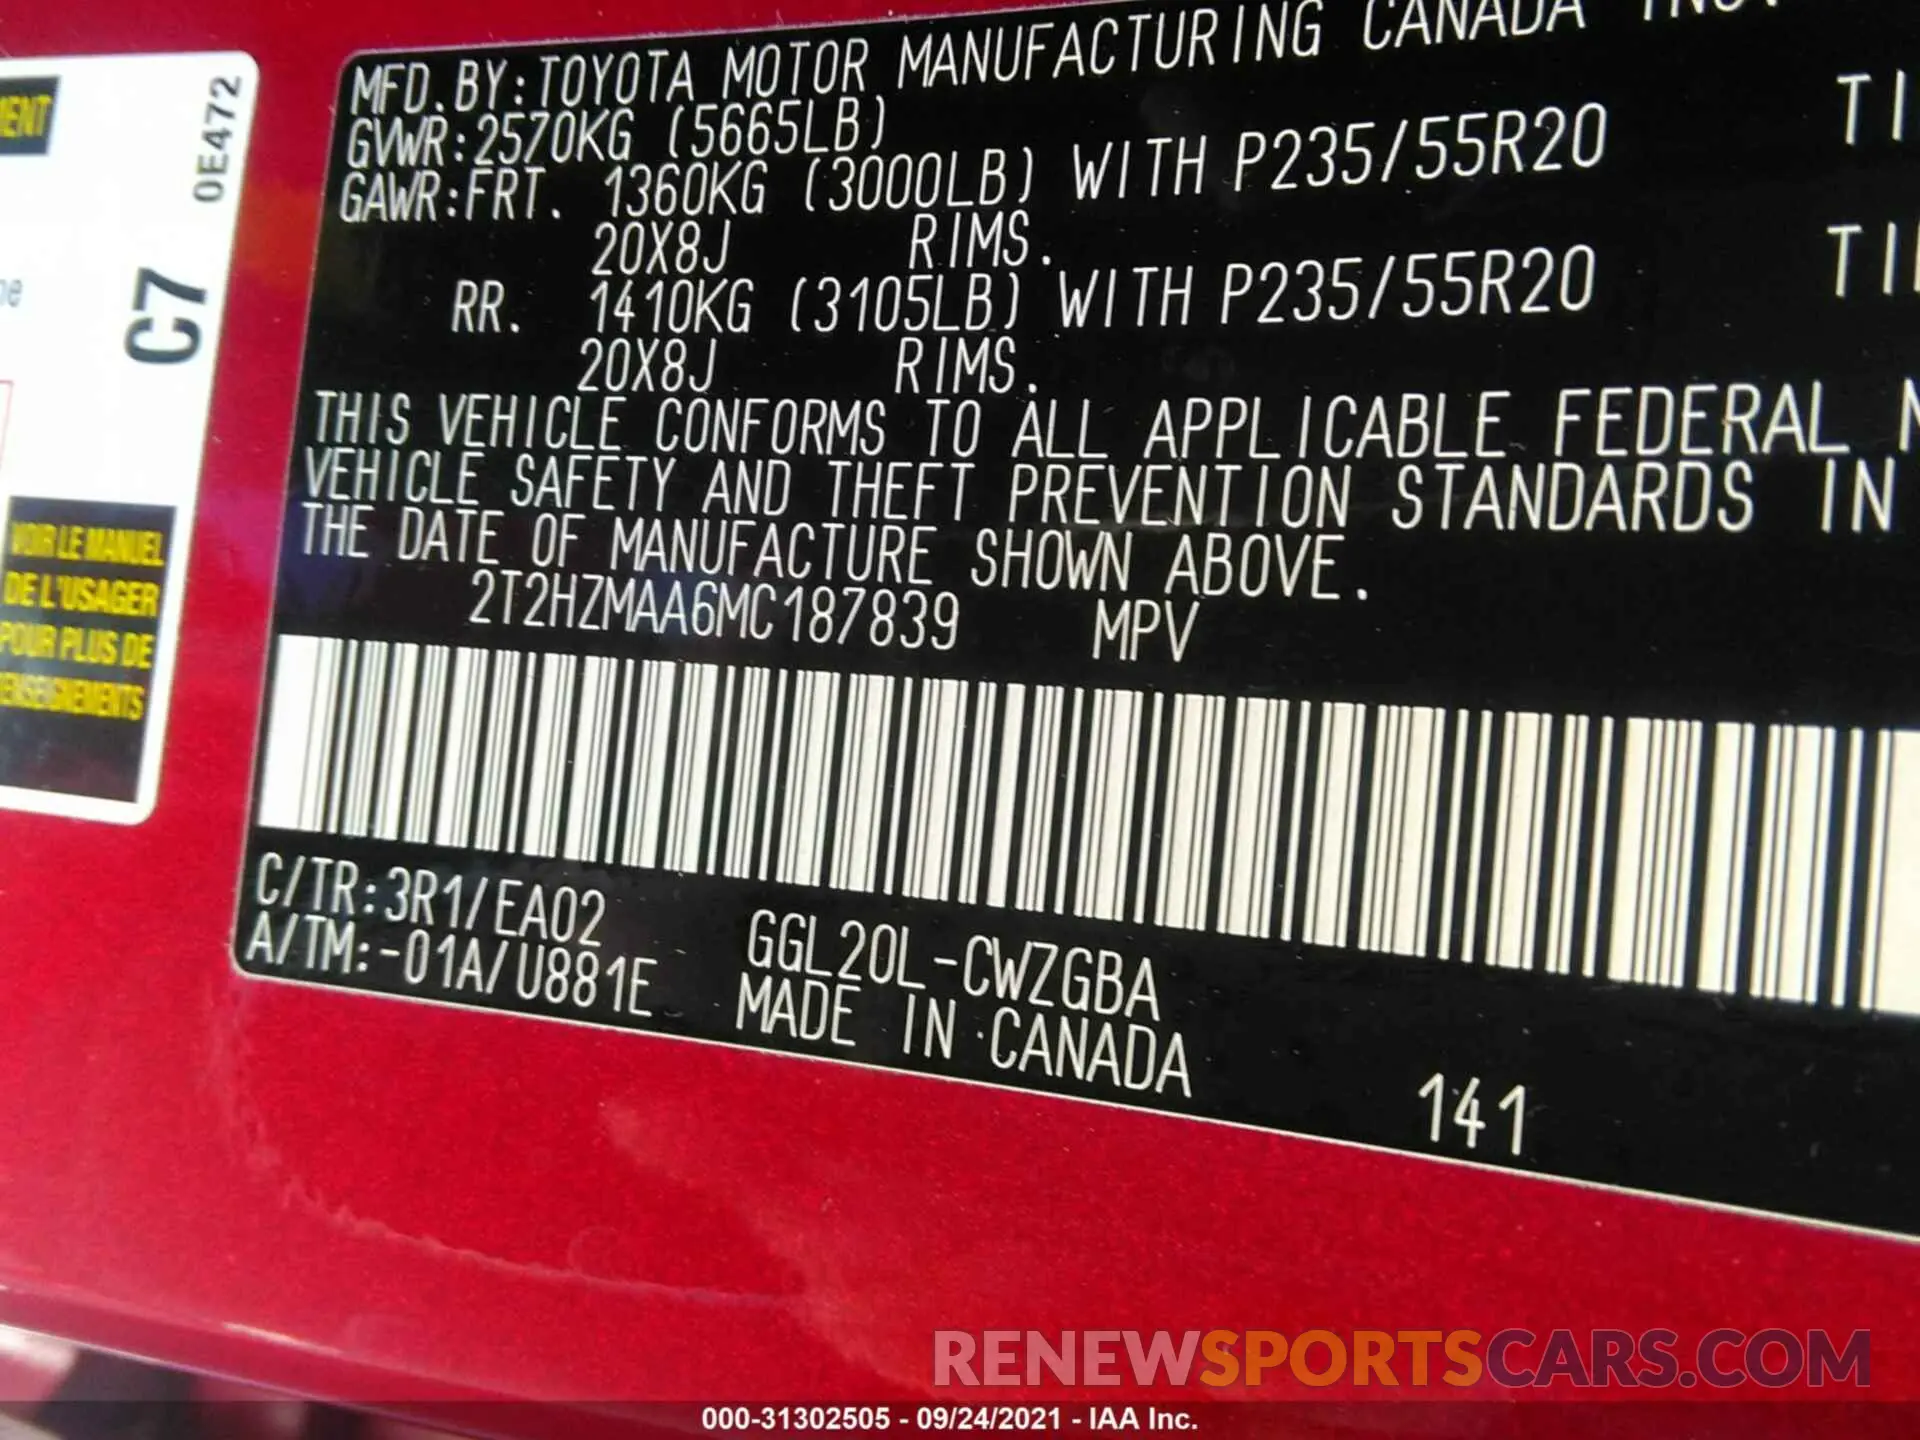 MFD.BY:TOYOTA MOTOR MANUFACTURING CANADA INC.
GVWR:2570KG (5665LB)
GAWR:FRT. 1360KG (3000LB) WITH P235/55R20
20X8J RIMS.
RR. 1410KG (3105LB) WITH P235/55R20
20X8J RIMS.
THIS VEHICLE CONFORMS TO ALL APPLICABLE FEDERAL
VEHICLE SAFETY AND THEFT PREVENTION STANDARDS IN
THE DATE OF MANUFACTURE SHOWN ABOVE.
2T2HZMAA6MC187839 MPV
C/TR:3R1/EA02
A/TM:-01A/U881E
GGL20L-CWZGBA
MADE IN CANADA
141
0E472
C7
VOIR LE MANUEL
DE L'USAGER
POUR PLUS DE
RENEWSPORTSCARS.COM
000-31302505 - 09/24/2021 - IAA Inc.